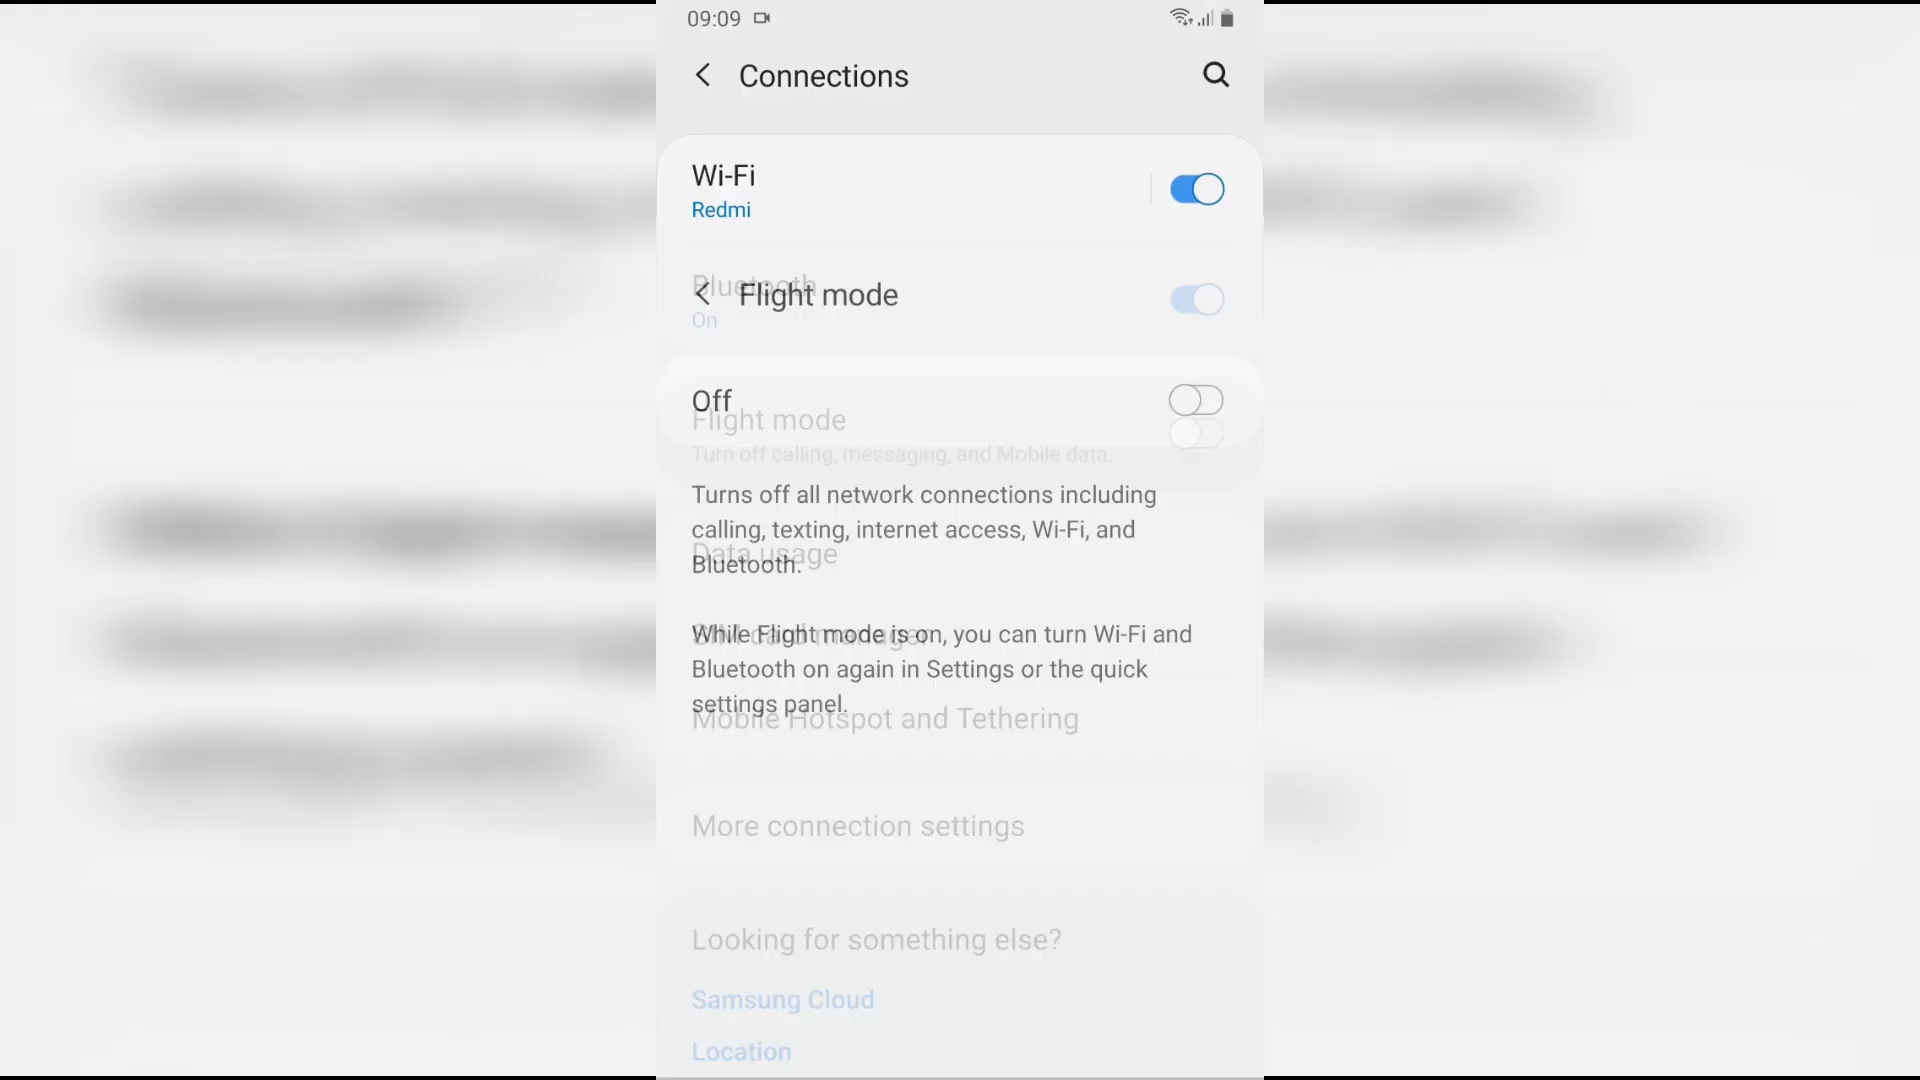 09:09
Connections
Wi-Fi
Redmi
Bluetooth
Flight mode
On
Off
Flight mode
Turn off calling, messaging, and Mobile data.
Turns off all network connections including
calling, texting, internet access, Wi-Fi, and
Data usage
Bluetooth.
SIM card manager
While Flight mode is on, you can turn Wi-Fi and
Bluetooth on again in Settings or the quick
settings panel.
Mobile Hotspot and Tethering
More connection settings
Looking for something else?
Samsung Cloud
Location